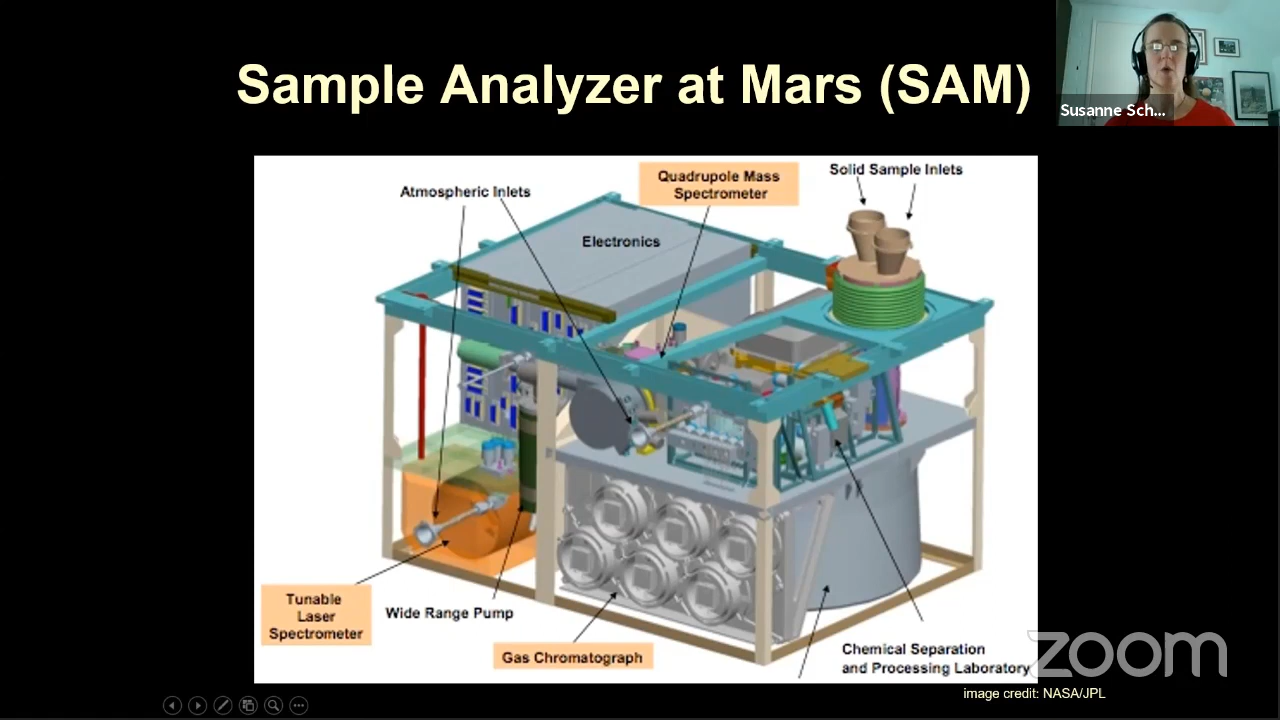 Sample Analyzer at Mars (SAM)
Susanne Sch...
Atmospheric Inlets
Quadrupole Mass
Spectrometer
Solid Sample Inlets
Electronics
Tunable
Laser
Spectrometer
Wide Range Pump
Gas Chromatograph
Chemical Separation
and Processing Laboratory
zoom
image credit: NASA/JPL